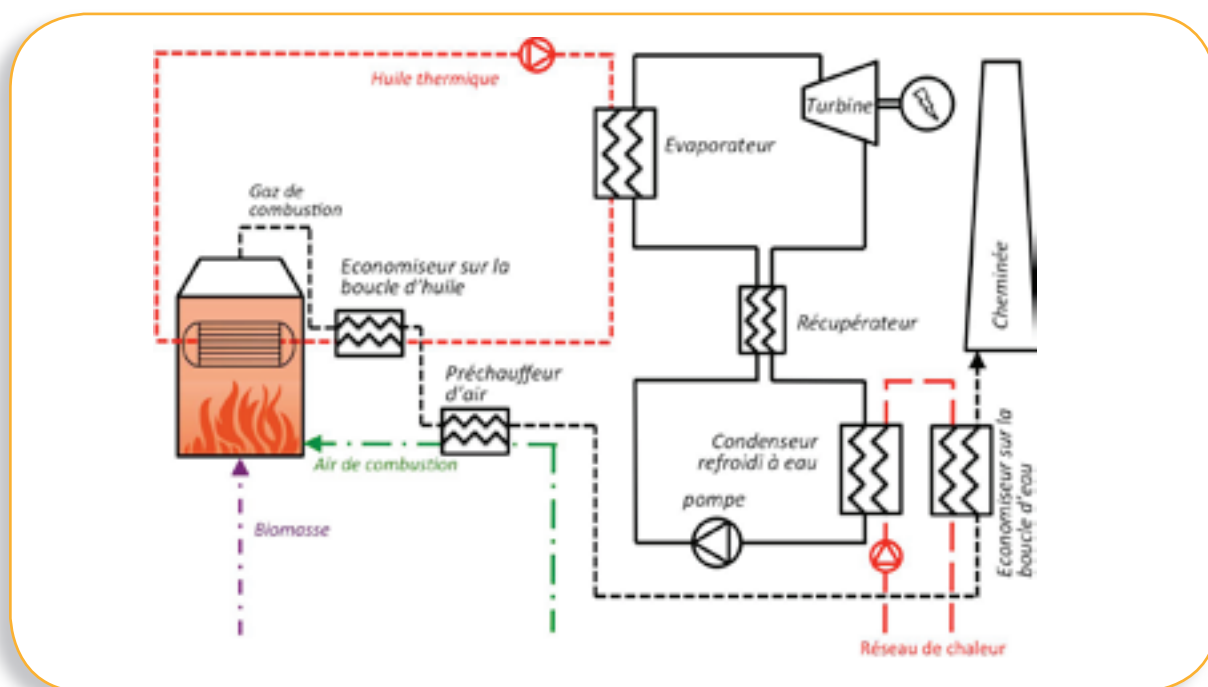 Huile thermique
Turbine
Evaporateur
Gaz de
combustion
Economiseur sur la
boucle d'huile
Cheminée
Récupérateur
Préchauffeur
d'air
Condenseur
refroidi à eau
Air de combustion
pompe
Economiseur sur la
boucle d'eau
Biomasse
Réseau de chaleur